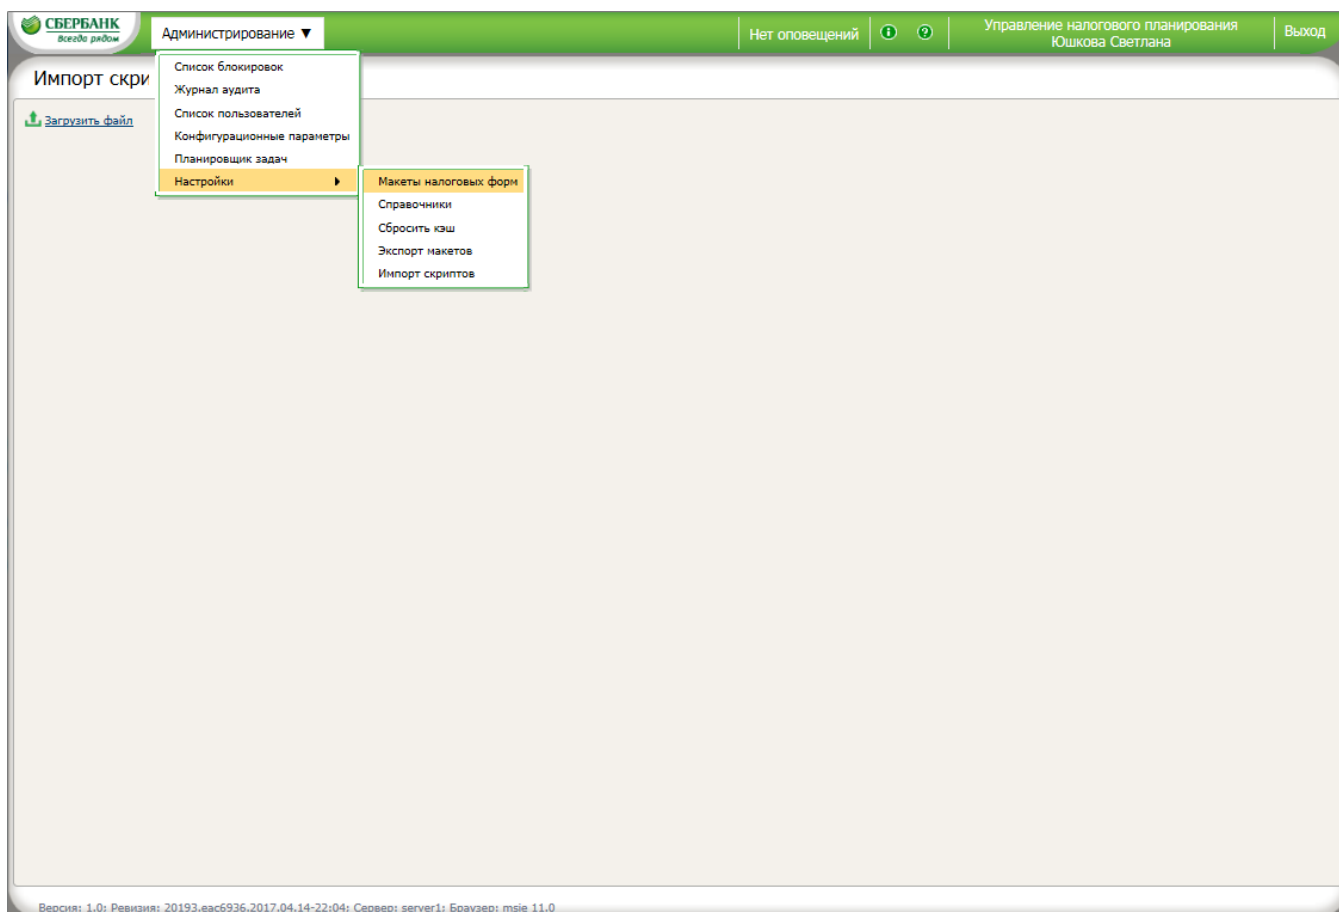 СБЕРБАНК
Всегда рядом
Администрирование ▼
Нет оповещений
Управление налогового планирования
Юшкова Светлана
Выход
Импорт скри
Загрузить файл
Список блокировок
Журнал аудита
Список пользователей
Конфигурационные параметры
Планировщик задач
Настройки
Макеты налоговых форм
Справочники
Сбросить кэш
Экспорт макетов
Импорт скриптов
Версия: 1.0; Ревизия: 20193.eac6936.2017.04.14-22:04; Сервер: server1; Браузер: msie 11.0